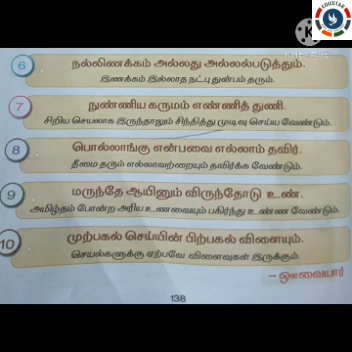 EDUSTAR
6
நல்லிணக்கம் அல்லது அல்லல்படுத்தும்.
இணக்கம் இல்லாத நட்பு துன்பம் தரும்.
7
நுண்ணிய கருமம் எண்ணித் துணி.
சிறிய செயலாக இருந்தாலும் சிந்தித்து முடிவு செய்ய வேண்டும்.
8
பொல்லாங்கு என்பவை எல்லாம் தவிர்.
தீமை தரும் எல்லாவற்றையும் தவிர்க்க வேண்டும்.
9
மருந்தே ஆயினும் விருந்தோடு உண்.
அமிழ்தம் போன்ற அரிய உணவையும் பகிர்ந்து உண்ண வேண்டும்.
10
முற்பகல் செய்யின் பிற்பகல் விளையும்.
செயல்களுக்கு ஏற்பவே விளைவுகள் இருக்கும்.
– ஔவையார்
138